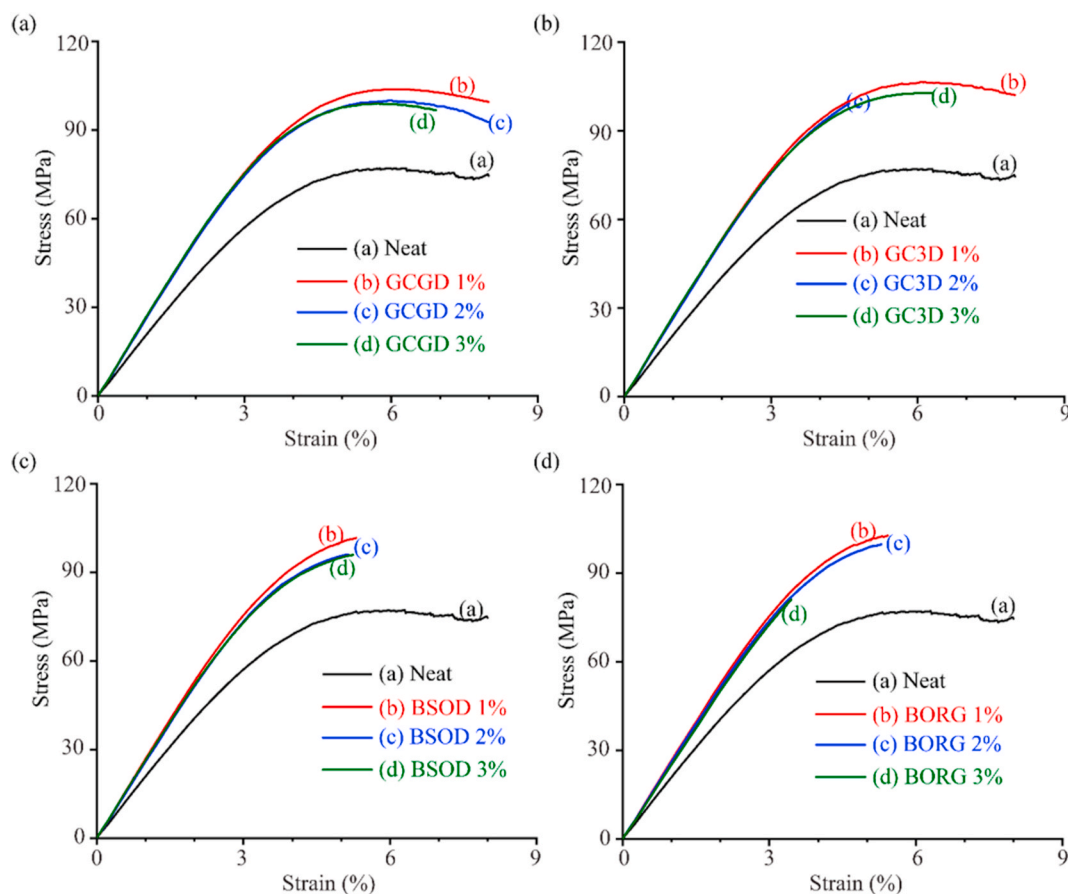 (a)
120
90
60
30
0
Stress (MPa)
(b)
(c)
(d)
(a)
(a) Neat
(b) GCGD 1%
(c) GCGD 2%
(d) GCGD 3%
0 3 6 9
Strain (%)
(b)
120
90
60
30
0
Stress (MPa)
(b)
(c)
(d)
(a)
(a) Neat
(b) GC3D 1%
(c) GC3D 2%
(d) GC3D 3%
0 3 6 9
Strain (%)
(c)
120
90
60
30
0
Stress (MPa)
(b)
(c)
(d)
(a)
(a) Neat
(b) BSOD 1%
(c) BSOD 2%
(d) BSOD 3%
0 3 6 9
Strain (%)
(d)
120
90
60
30
0
Stress (MPa)
(b)
(c)
(d)
(a)
(a) Neat
(b) BORG 1%
(c) BORG 2%
(d) BORG 3%
0 3 6 9
Strain (%)